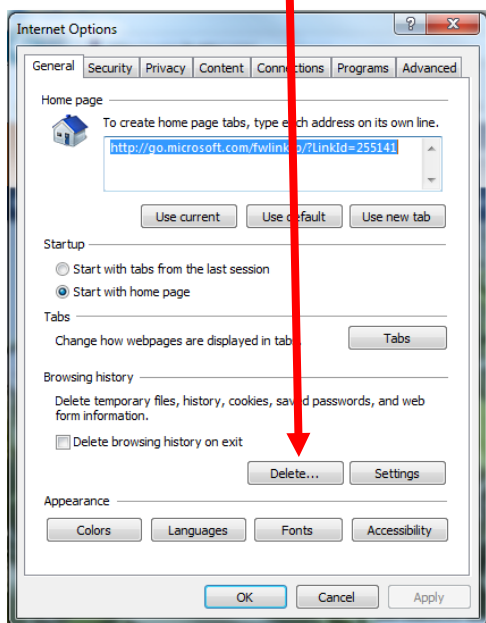 Internet Options
General Security Privacy Content Connections Programs Advanced
Home page
To create home page tabs, type each address on its own line.
http://go.microsoft.com/fwlink/p/?LinkId=255141
Use current Use default Use new tab
Startup
Start with tabs from the last session
Start with home page
Tabs
Change how webpages are displayed in tabs. Tabs
Browsing history
Delete temporary files, history, cookies, saved passwords, and web
form information.
Delete browsing history on exit
Delete... Settings
Appearance
Colors Languages Fonts Accessibility
OK Cancel Apply